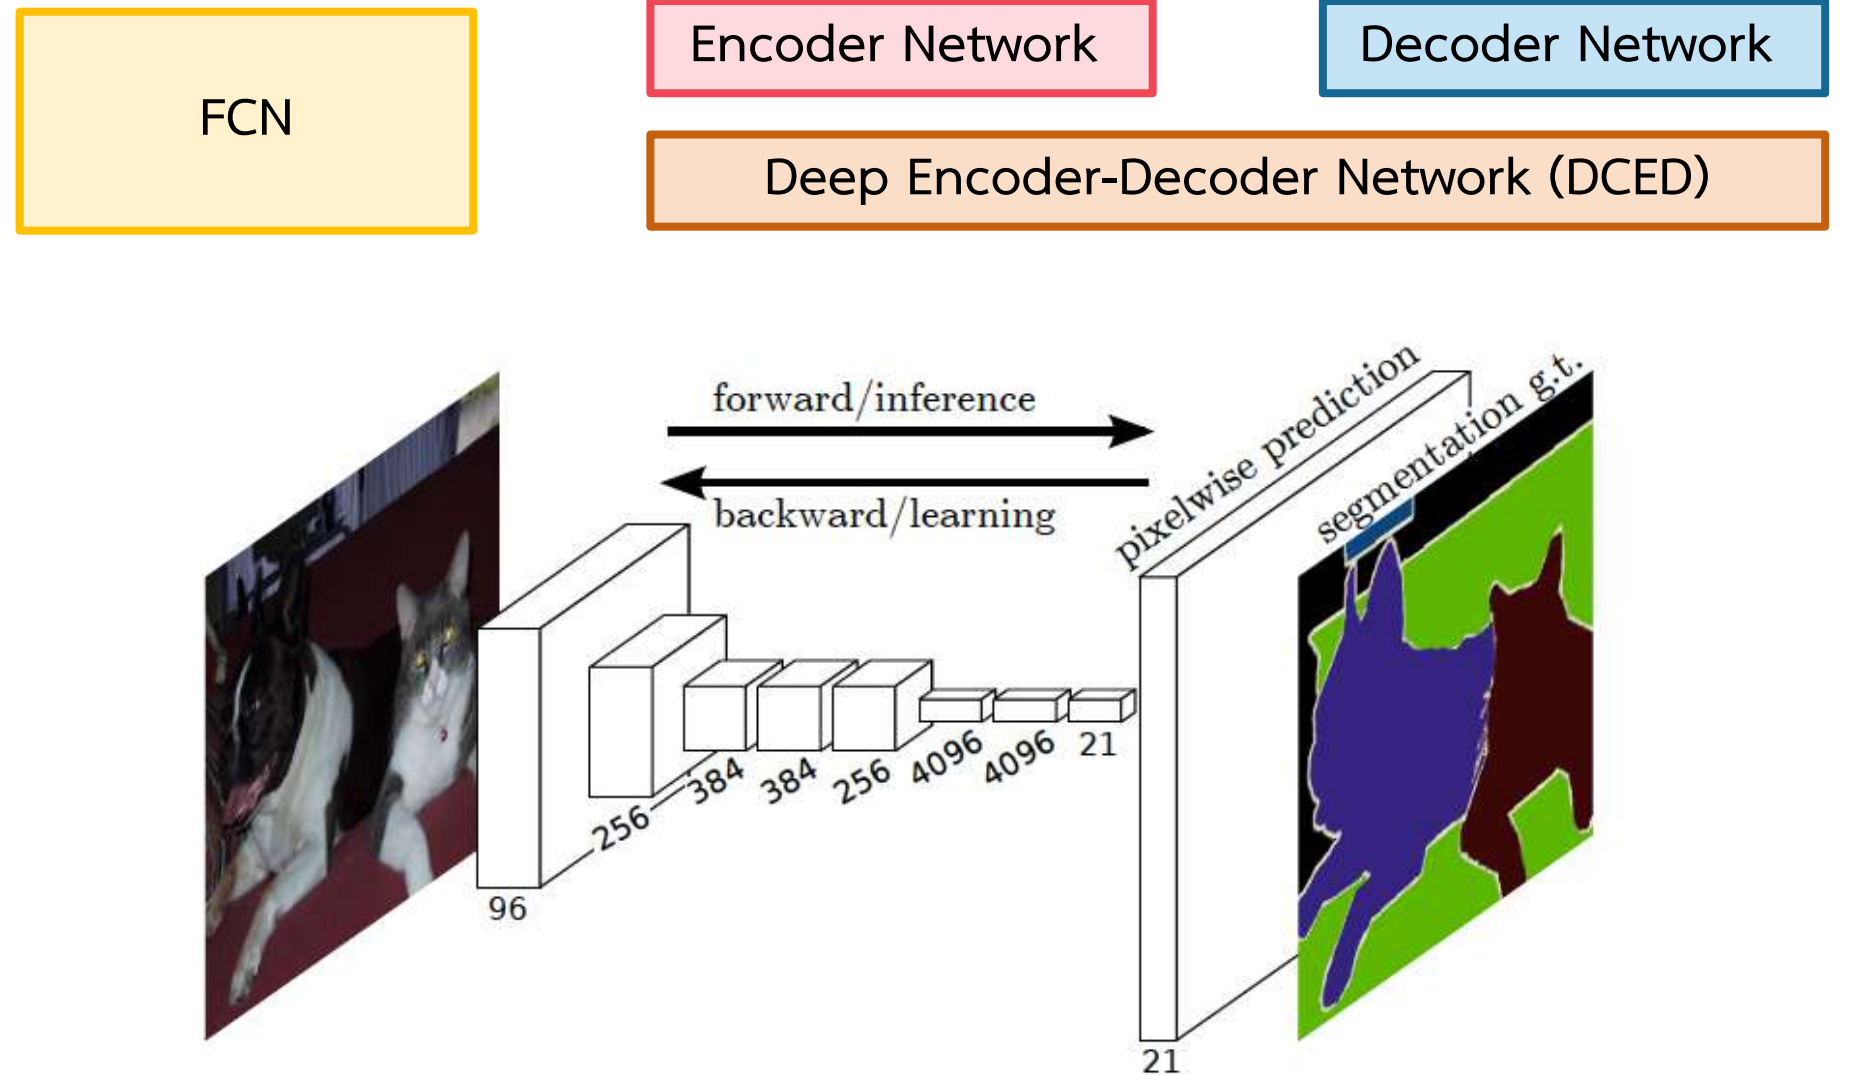 FCN
Encoder Network
Decoder Network
Deep Encoder-Decoder Network (DCED)
forward/inference
backward/learning
pixelwise prediction
segmentation g.t.
96
256
384
384
256
4096
4096
21
21